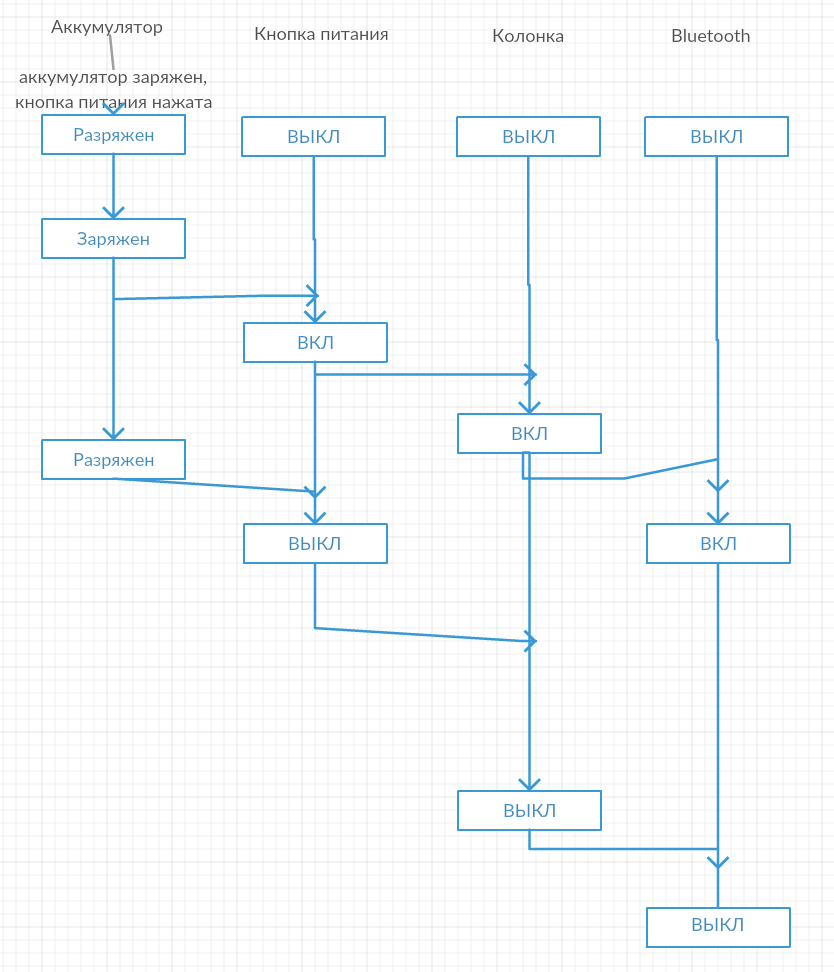 Аккумулятор
Кнопка питания
Колонка
Bluetooth
аккумулятор заряжен,
кнопка питания нажата
Разряжен
ВЫКЛ
ВЫКЛ
ВЫКЛ
Заряжен
ВКЛ
ВКЛ
Разряжен
ВЫКЛ
ВКЛ
ВЫКЛ
ВЫКЛ